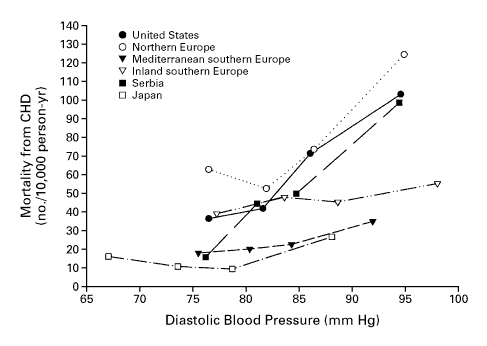 140
130
120
110
100
90
80
70
60
50
40
30
20
10
0
Mortality from CHD
(no./10,000 person-yr)
United States
Northern Europe
Mediterranean southern Europe
Inland southern Europe
Serbia
Japan
65 70 75 80 85 90 95 100
Diastolic Blood Pressure (mm Hg)